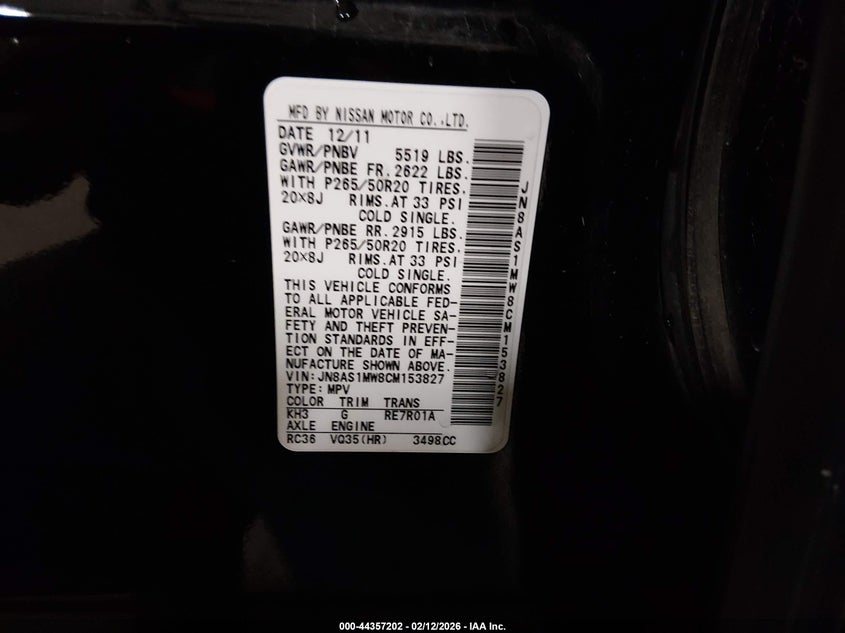 MFD BY NISSAN MOTOR CO.,LTD.
DATE 12/11
GVWR/PNBV 5519 LBS.
GAWR/PNBE FR. 2622 LBS.
WITH P265/50R20 TIRES.
20×8J RIMS. AT 33 PSI
COLD SINGLE.
GAWR/PNBE RR. 2915 LBS.
WITH P265/50R20 TIRES.
20×8J RIMS. AT 33 PSI
COLD SINGLE.
THIS VEHICLE CONFORMS
TO ALL APPLICABLE FED-
ERAL MOTOR VEHICLE SA-
FETY AND THEFT PREVEN-
TION STANDARDS IN EFF-
ECT ON THE DATE OF MA-
NUFACTURE SHOWN ABOVE.
VIN: JN8AS1MW8CM153827
TYPE: MPV
COLOR TRIM TRANS
KH3 G RE7R01A
AXLE ENGINE
RC36 VQ35(HR) 3498CC
JN8AS1MW8CM153827
000-44357202 - 02/12/2026 - IAA Inc.